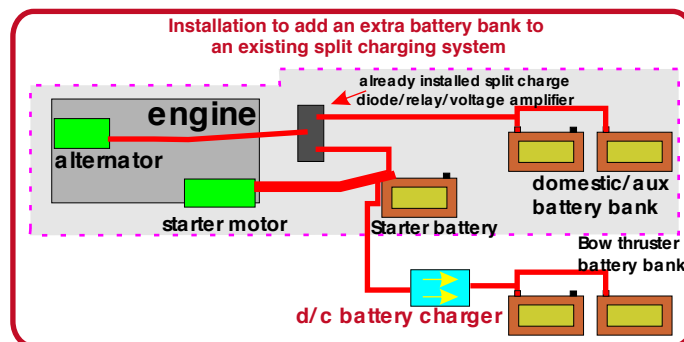 Installation to add an extra battery bank to
an existing split charging system
already installed split charge
diode/relay/voltage amplifier
engine
alternator
starter motor
Starter battery
domestic/aux
battery bank
Bow thruster
battery bank
d/c battery charger